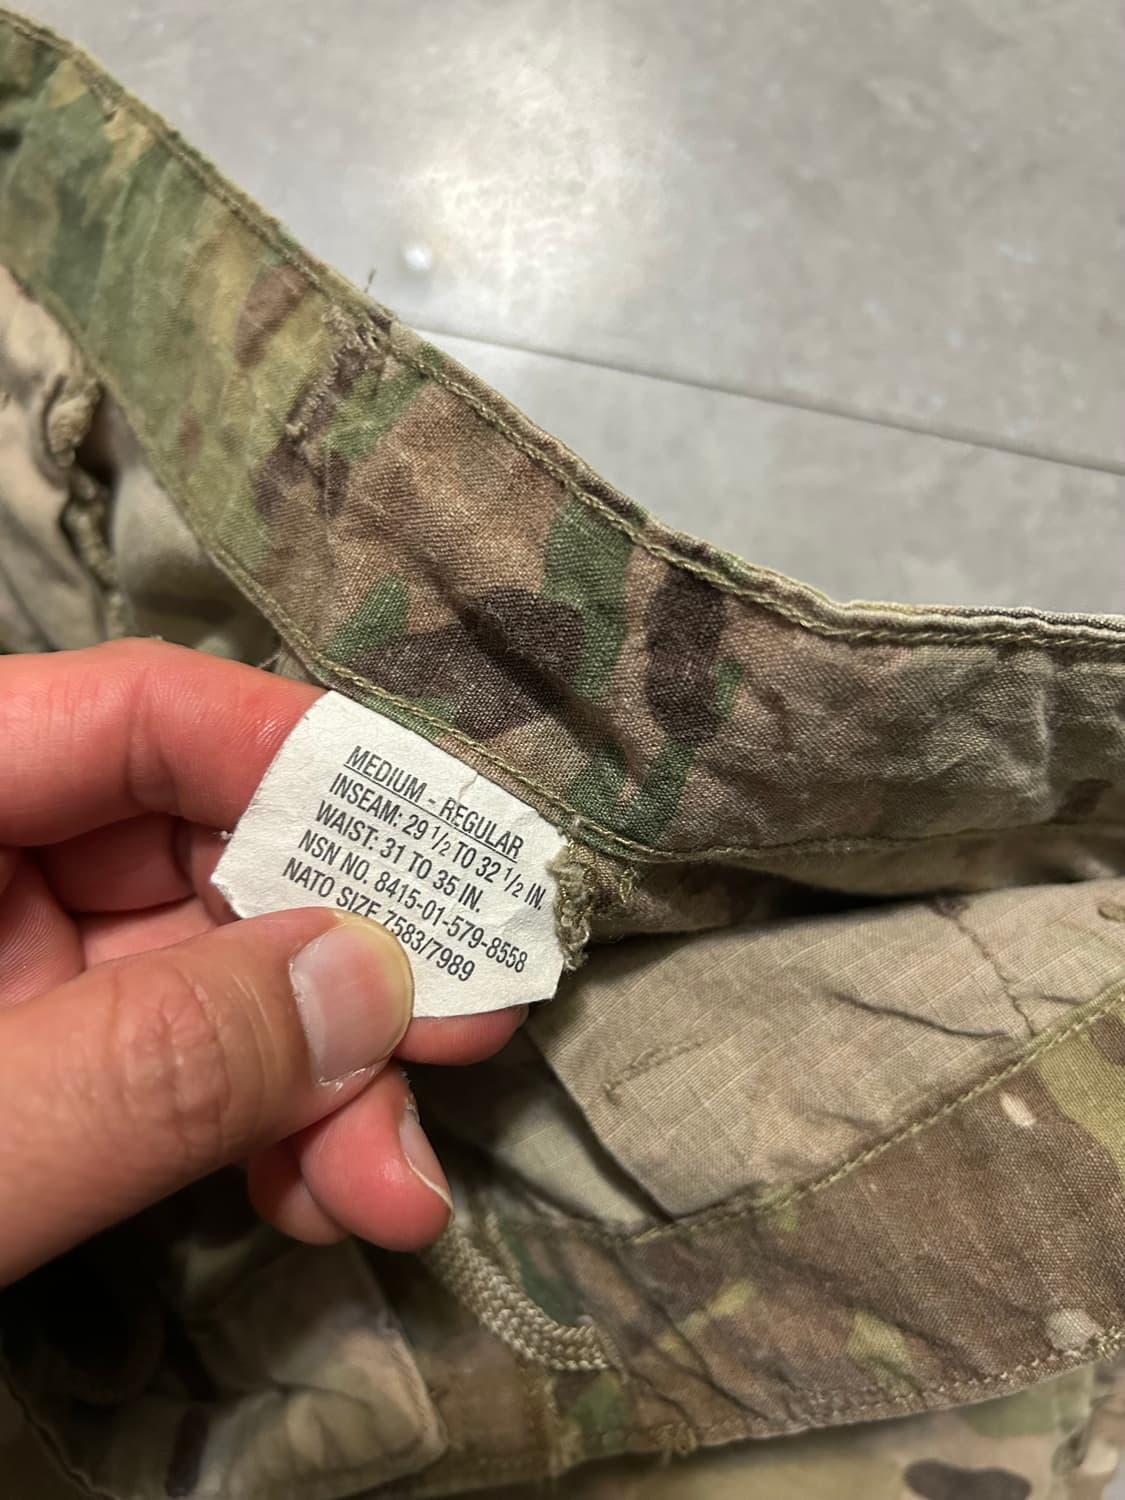 MEDIUM - REGULAR
INSEAM: 29 1/2 TO 32 1/2 IN.
WAIST: 31 TO 35 IN.
NSN NO. 8415-01-579-8558
NATO SIZE 7583/7989